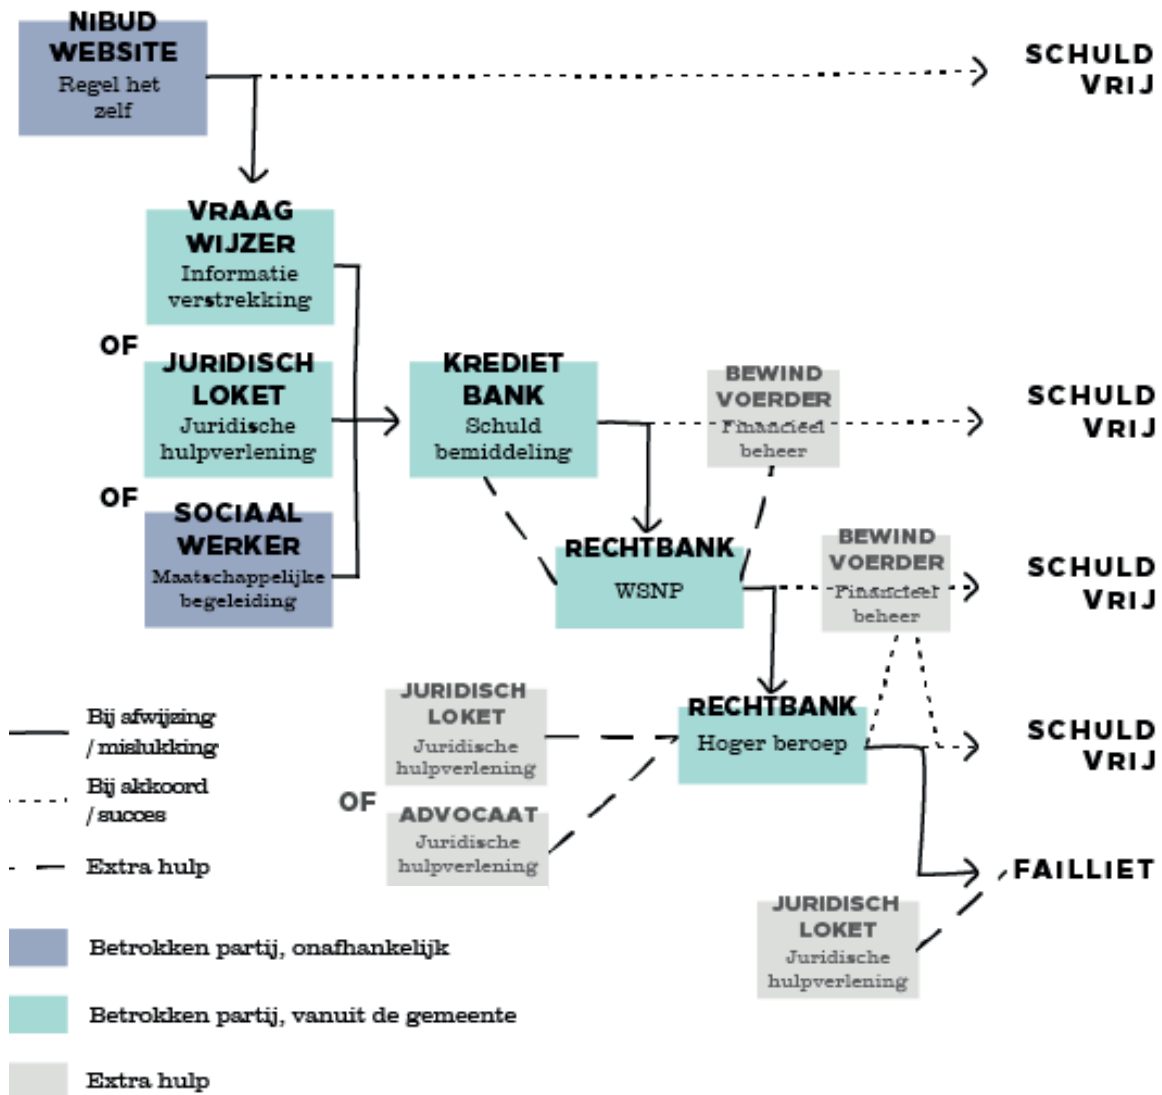 NIBUD
WEBSITE
Regel het
zelf
SCHULD
VRIJ
VRAAG
WIJZER
Informatie
verstrekking
OF
JURIDISCH
LOKET
Juridische
hulpverlening
OF
SOCIAAL
WERKER
Maatschappelijke
begeleiding
KREDIET
BANK
Schuld
bemiddeling
BEWIND
VOERDER
Financieel
beheer
SCHULD
VRIJ
RECHTBANK
WSNP
BEWIND
VOERDER
Financieel
beheer
SCHULD
VRIJ
JURIDISCH
LOKET
Juridische
hulpverlening
OF
ADVOCAAT
Juridische
hulpverlening
RECHTBANK
Hoger beroep
SCHULD
VRIJ
FAILLIET
JURIDISCH
LOKET
Juridische
hulpverlening
Bij afwijzing
/ mislukking
Bij akkoord
/ succes
Extra hulp
Betrokken partij, onafhankelijk
Betrokken partij, vanuit de gemeente
Extra hulp